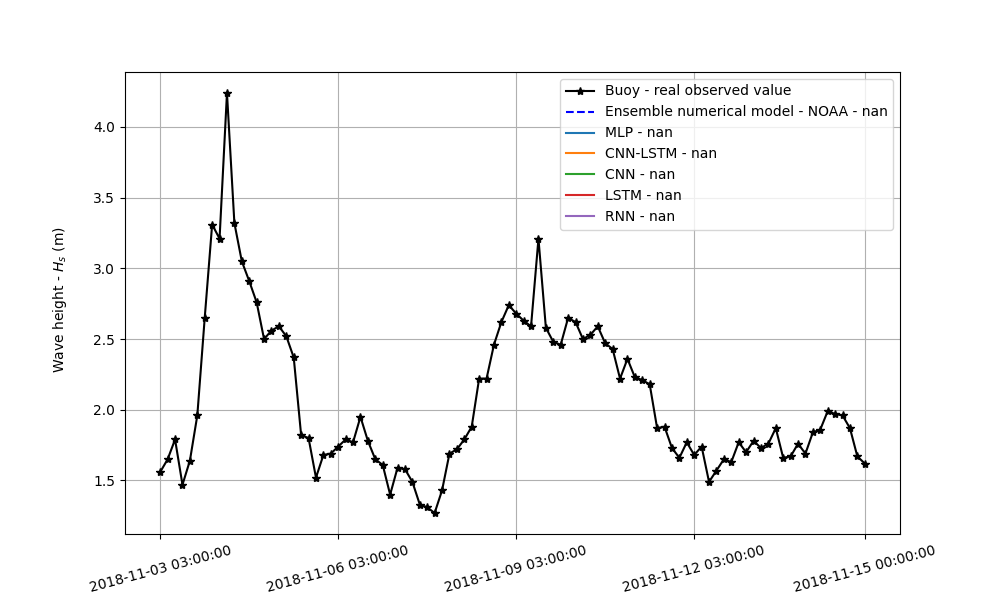 Buoy - real observed value
Ensemble numerical model - NOAA - nan
MLP - nan
CNN-LSTM - nan
CNN - nan
LSTM - nan
RNN - nan
4.0
3.5
3.0
2.5
2.0
1.5
Wave height - Hs (m)
2018-11-03 03:00:00
2018-11-06 03:00:00
2018-11-09 03:00:00
2018-11-12 03:00:00
2018-11-15 00:00:00